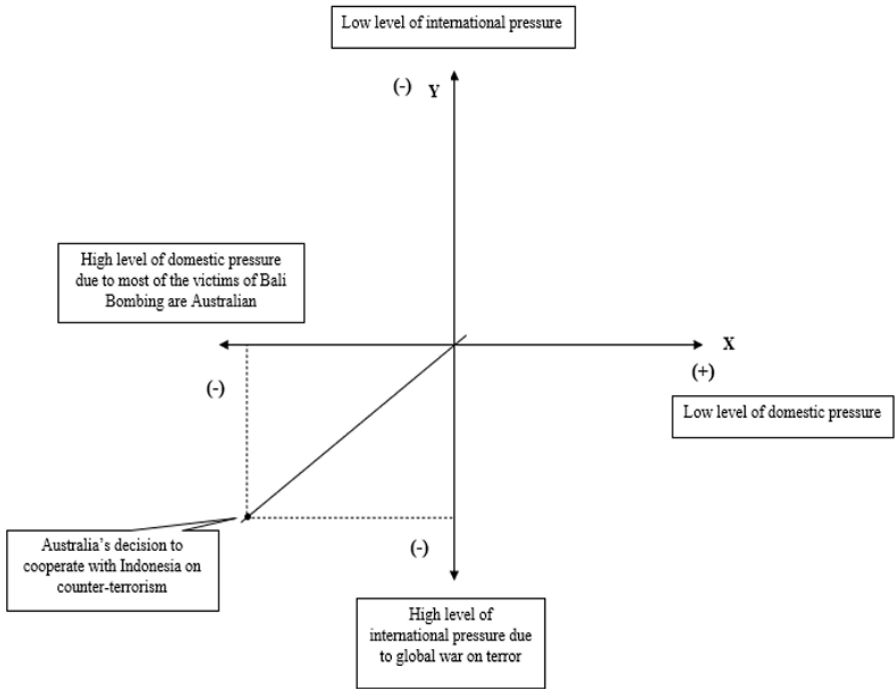 Low level of international pressure
(-) Y
High level of domestic pressure
due to most of the victims of Bali
Bombing are Australian
X
(-)
(+)
Low level of domestic pressure
Australia's decision to
cooperate with Indonesia on
counter-terrorism
(-)
High level of
international pressure due
to global war on terror